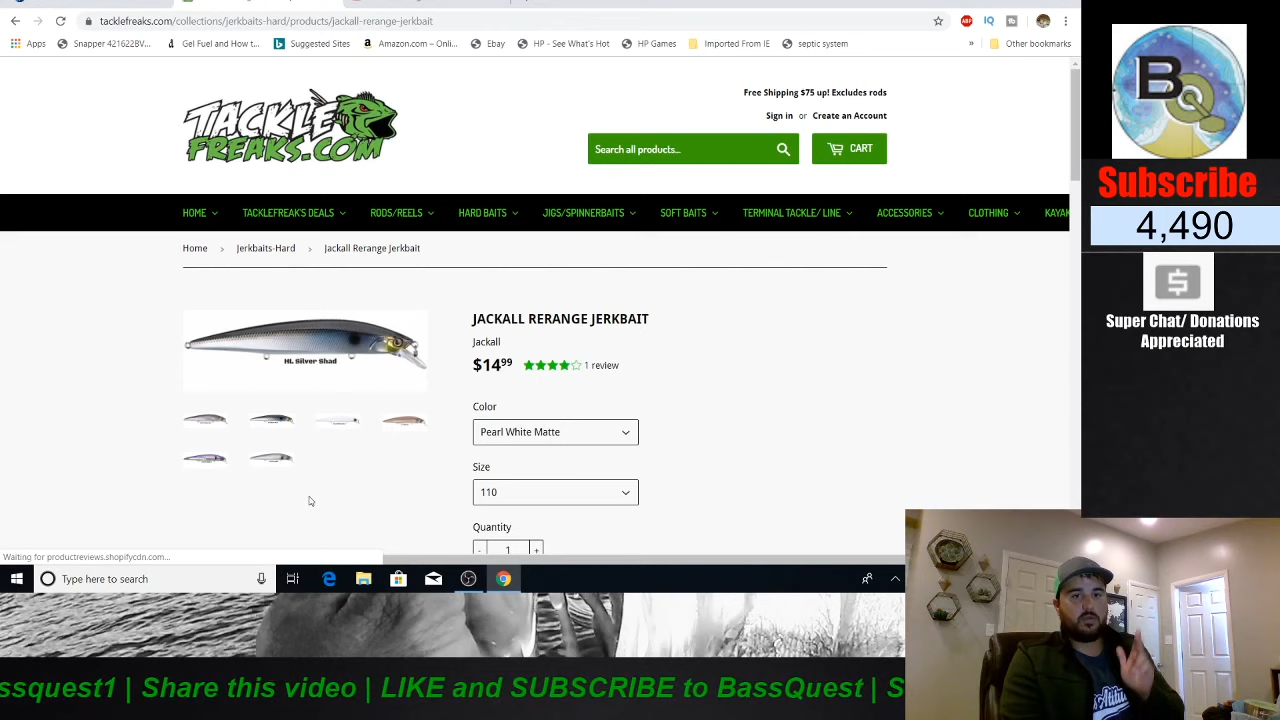 tacklefreaks.com/collections/jerkbaits-hard/products/jackall-rerange-jerkbait
ABP
IQ
Apps
Snapper 421622BV...
Gel Fuel and How t...
Suggested Sites
Amazon.com – Onli...
Ebay
HP - See What's Hot
HP Games
Imported From IE
septic system
»
Other bookmarks
TACKLE
FREAKS.COM
Free Shipping $75 up! Excludes rods
Sign in or Create an Account
Search all products...
CART
HOME
TACKLEFREAK'S DEALS
RODS/REELS
HARD BAITS
JIGS/SPINNERBAITS
SOFT BAITS
TERMINAL TACKLE/ LINE
ACCESSORIES
CLOTHING
KAYAK
Home › Jerkbaits-Hard › Jackall Rerange Jerkbait
HL Silver Shad
JACKALL RERANGE JERKBAIT
Jackall
$14.99
1 review
Color
Pearl White Matte
Size
110
Quantity
- 1 +
Waiting for productreviews.shopifycdn.com...
Type here to search
BQ
Subscribe
4,490
$
Super Chat/ Donations
Appreciated
ssquest1 | Share this video | LIKE and SUBSCRIBE to BassQuest | S